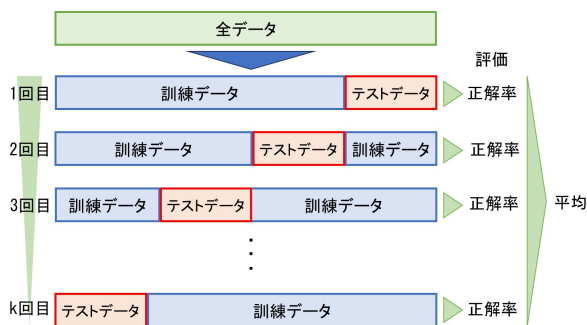 全データ
評価
1回目 訓練データ テストデータ 正解率
2回目 訓練データ テストデータ 訓練データ 正解率
3回目 訓練データ テストデータ 訓練データ 正解率 平均
⋮
k回目 テストデータ 訓練データ 正解率